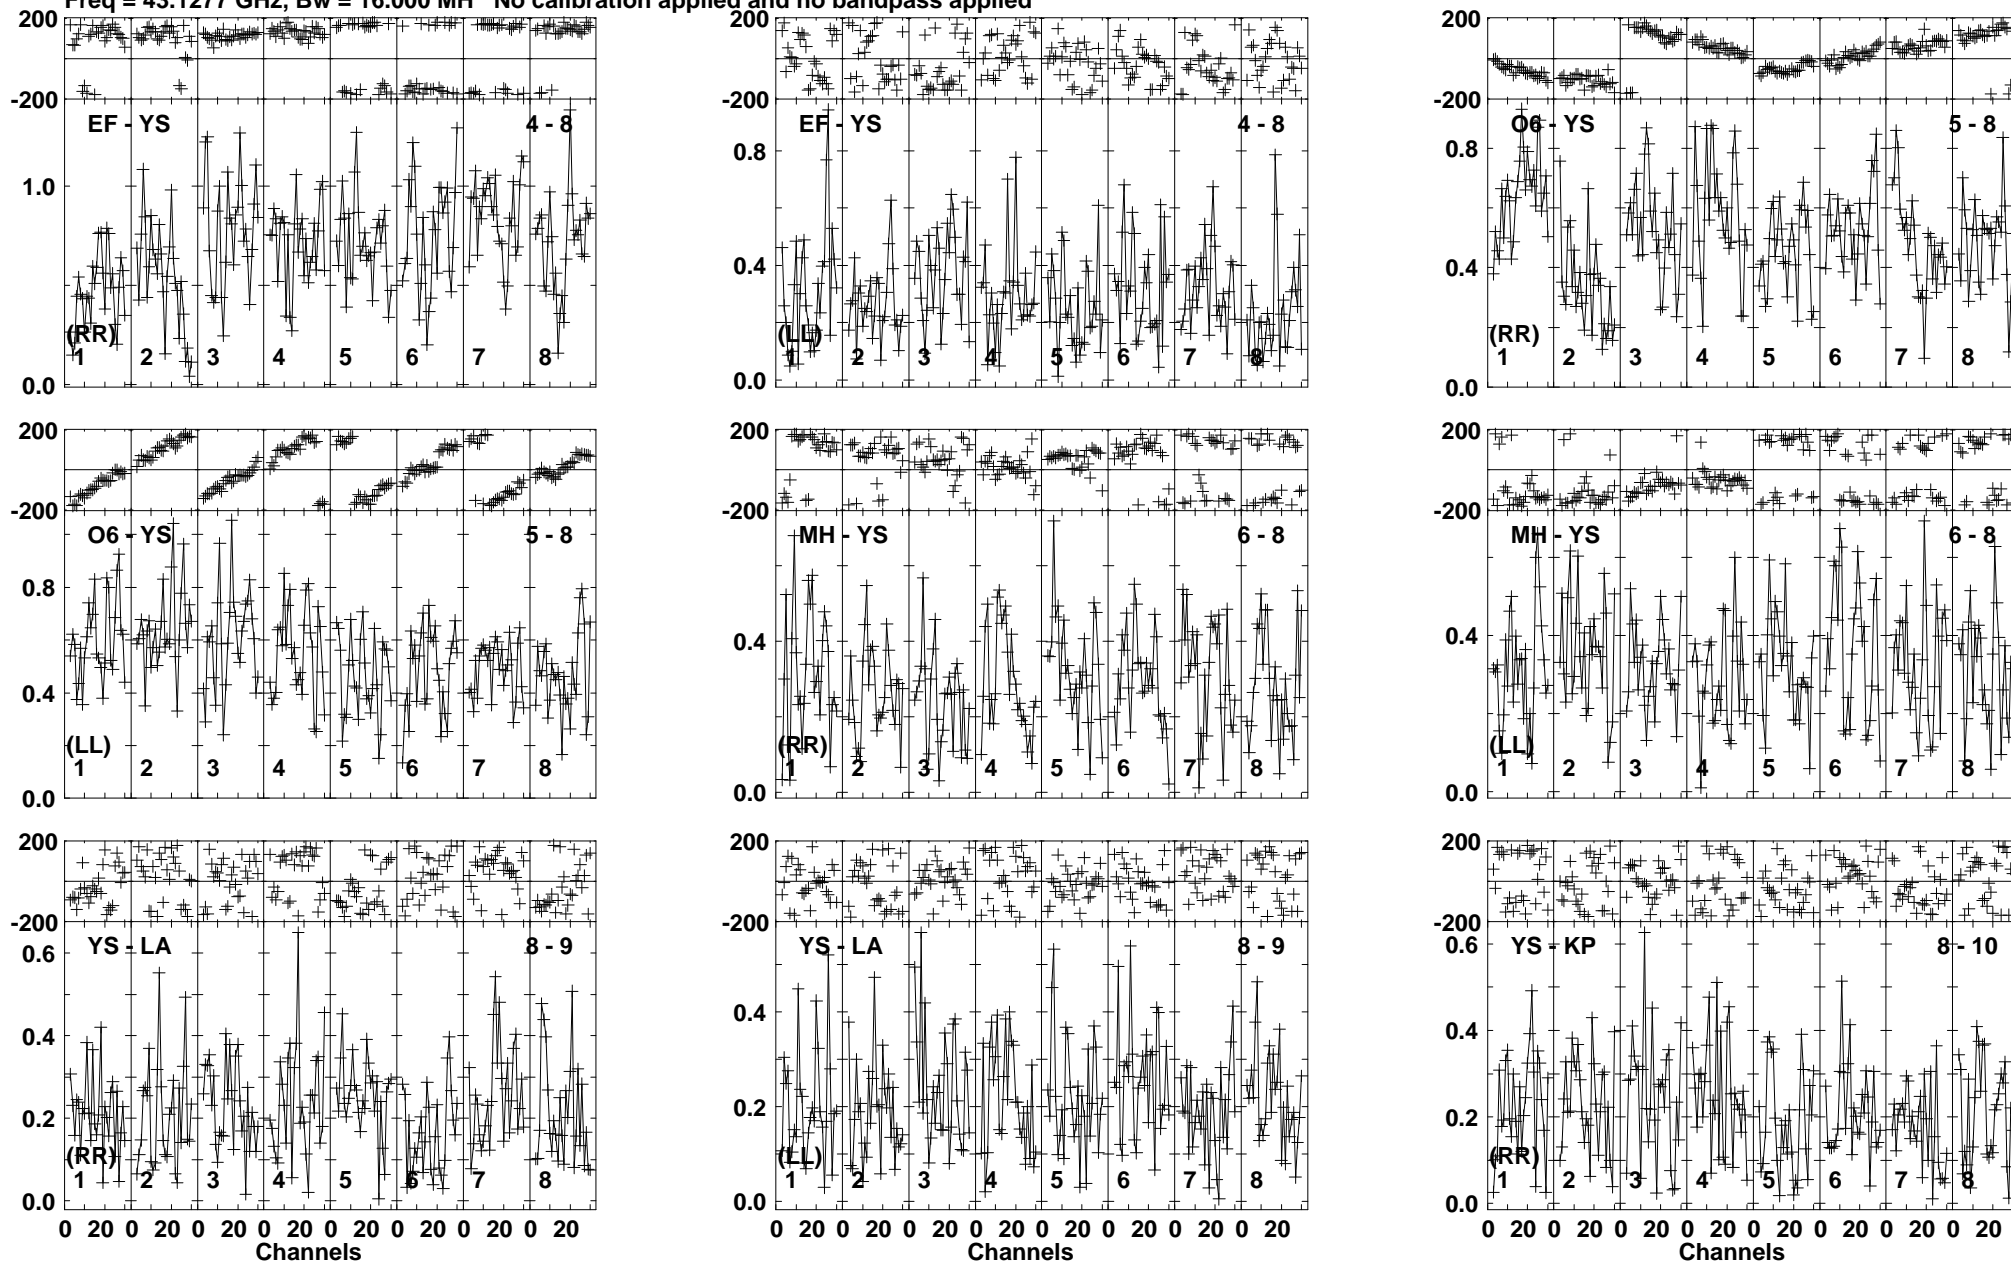 Freq = 43.1277 GHz, Bw = 16.000 MH No calibration applied and no bandpass applied
200 200 200
-200 -200 -200
EF - YS 4 - 8 EF - YS 4 - 8 O6 - YS 5 - 8
1.0 0.8 0.8
0.4 0.4
(RR) (LL) (RR)
1 2 3 4 5 6 7 8 1 2 3 4 5 6 7 8 1 2 3 4 5 6 7 8
0.0 0.0 0.0
200 200 200
-200 -200 -200
O6 - YS 5 - 8 MH - YS 6 - 8 MH - YS 6 - 8
0.8 0.4 0.4
0.4
(LL) (RR) (LL)
1 2 3 4 5 6 7 8 1 2 3 4 5 6 7 8 1 2 3 4 5 6 7 8
0.0 0.0 0.0
200 200 200
-200 -200 -200
YS - LA 8 - 9 YS - LA 8 - 9 YS - KP 8 - 10
0.6 0.6
0.4 0.4 0.4
0.2 0.2 0.2
(RR) (LL) (RR)
1 2 3 4 5 6 7 8 1 2 3 4 5 6 7 8 1 2 3 4 5 6 7 8
0.0 0.0 0.0
0 20 0 20 0 20 0 20 0 20 0 20 0 20 0 20 0 20 0 20 0 20 0 20 0 20 0 20 0 20 0 20 0 20 0 20 0 20 0 20 0 20 0 20 0 20 0 20
Channels Channels Channels